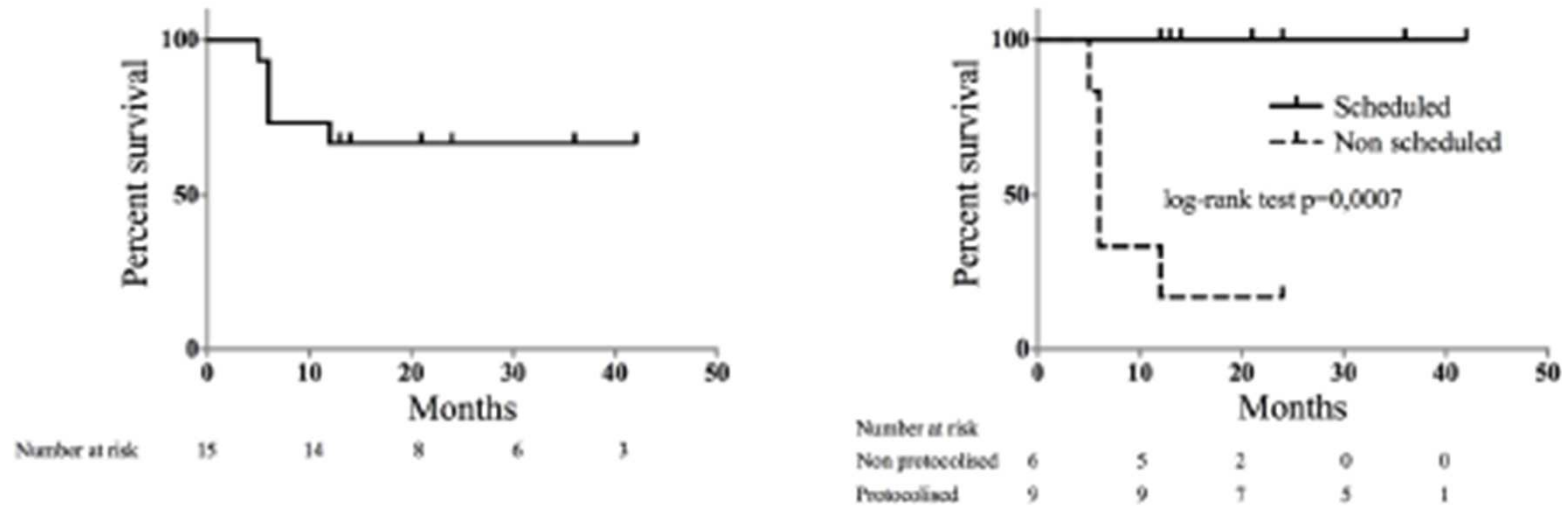 Percent survival
100
50
0
0 10 20 30 40 50
Months
Number at risk 15 14 8 6 3
Percent survival
100
50
0
Scheduled
Non scheduled
log-rank test p=0,0007
0 10 20 30 40 50
Months
Number at risk
Non protocolised 6 5 2 0 0
Protocolised 9 9 7 5 1